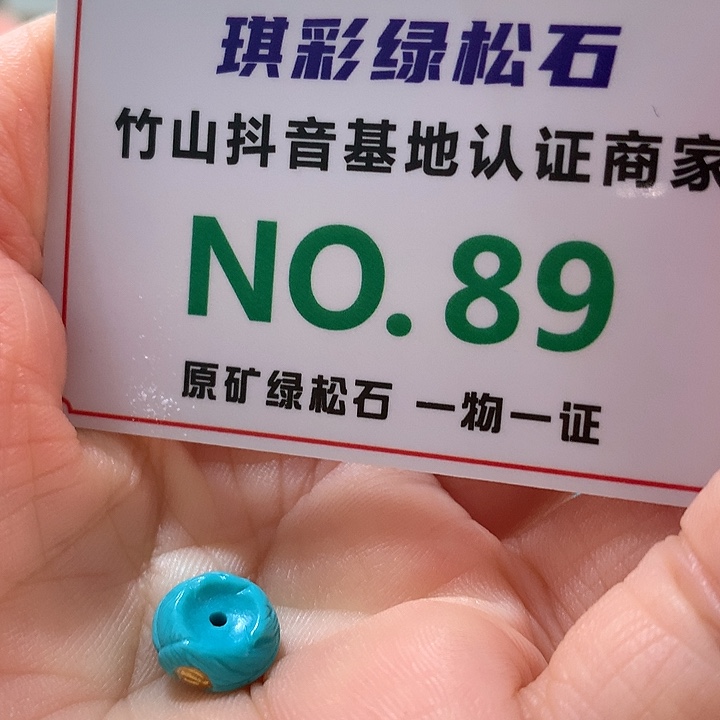 琪彩绿松石
竹山抖音基地认证商家
NO.89
原矿绿松石 一物一证